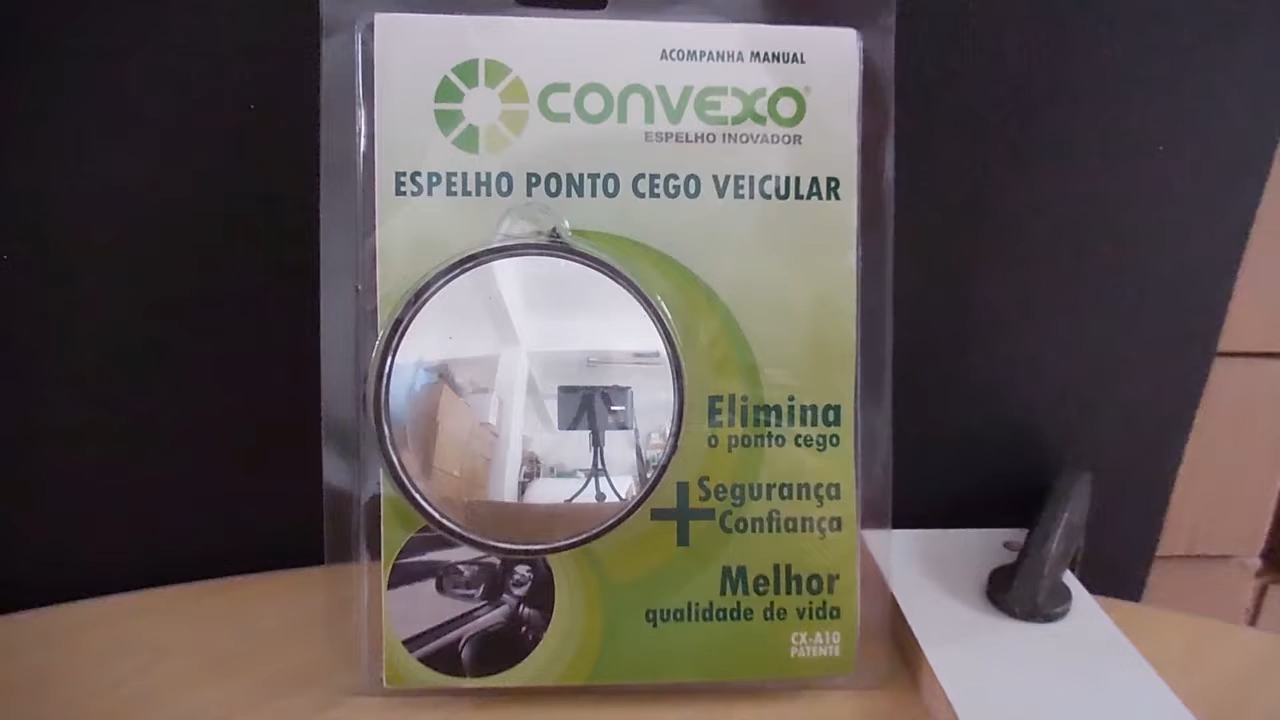 ACOMPANHA MANUAL
CONVEXO®
ESPELHO INOVADOR
ESPELHO PONTO CEGO VEICULAR
Elimina
o ponto cego
+ Segurança
Confiança
Melhor
qualidade de vida
CX-A10
PATENTE